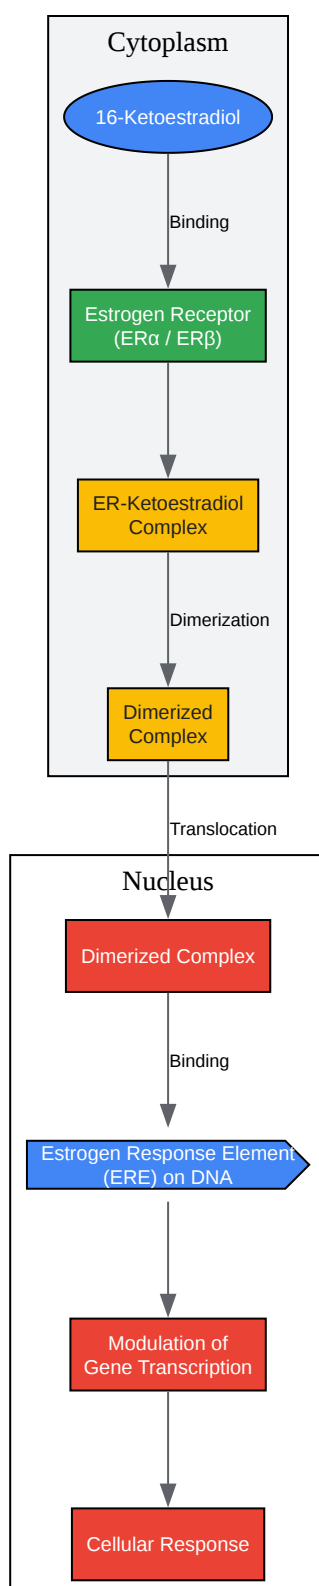 Cytoplasm
16-Ketoestradiol
Binding
Estrogen Receptor
(ERα / ERβ)
ER-Ketoestradiol
Complex
Dimerization
Dimerized
Complex
Translocation
Nucleus
Dimerized Complex
Binding
Estrogen Response Element
(ERE) on DNA
Modulation of
Gene Transcription
Cellular Response